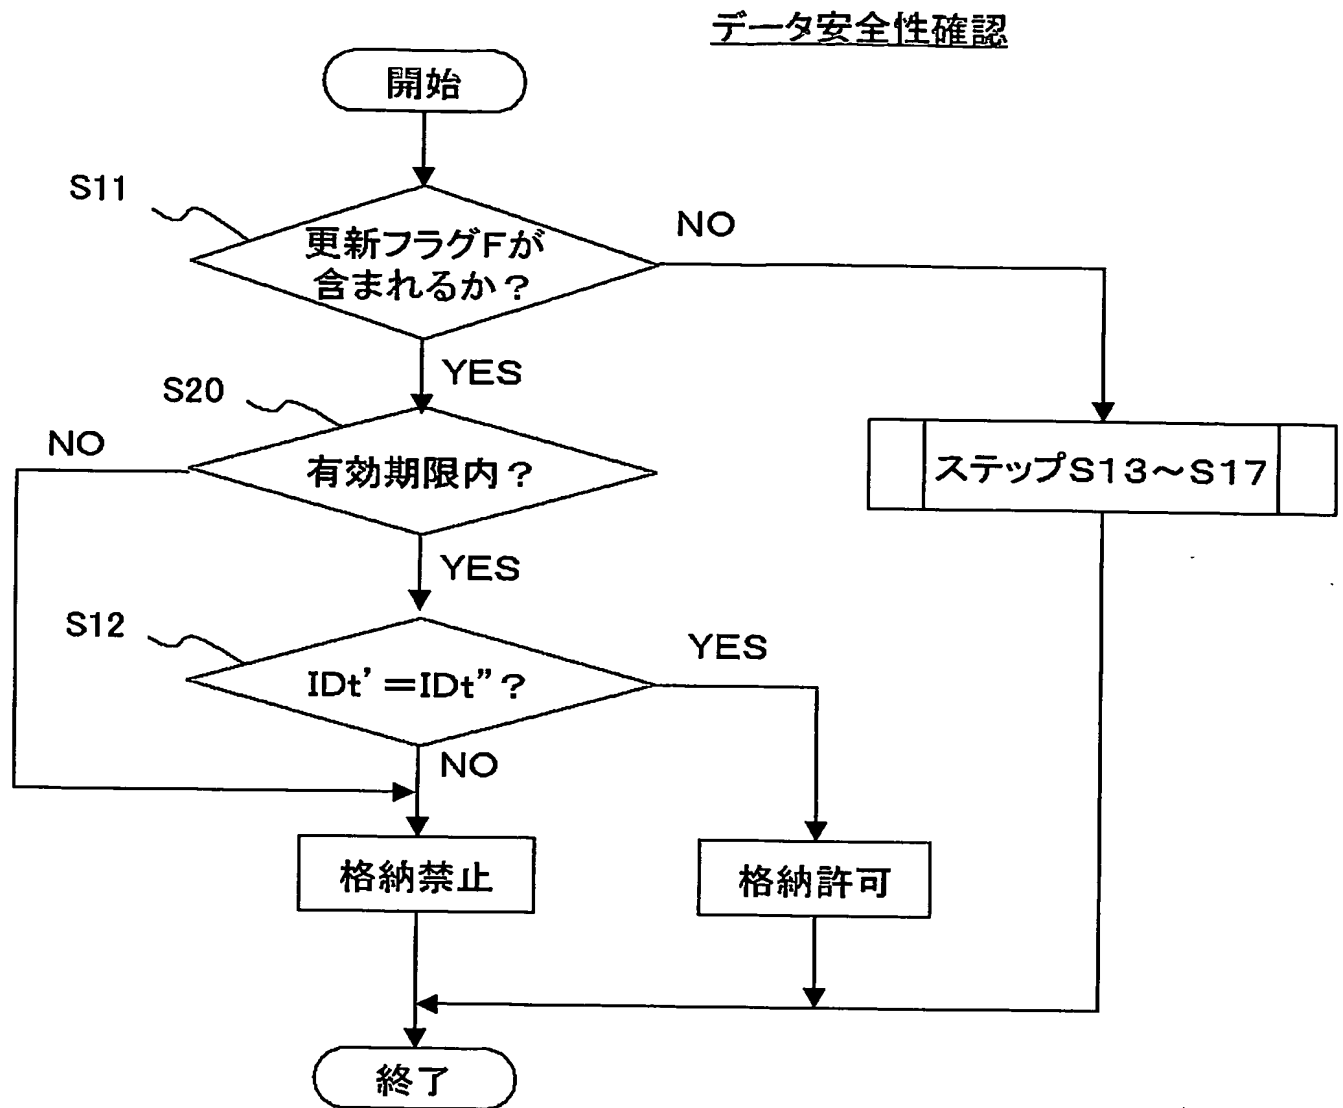 データ安全性確認
開始
S11
更新フラグFが
含まれるか？
NO
YES
S20
NO
有効期限内？
ステップS13～S17
YES
S12
IDt'＝IDt"？
YES
NO
格納禁止
格納許可
終了